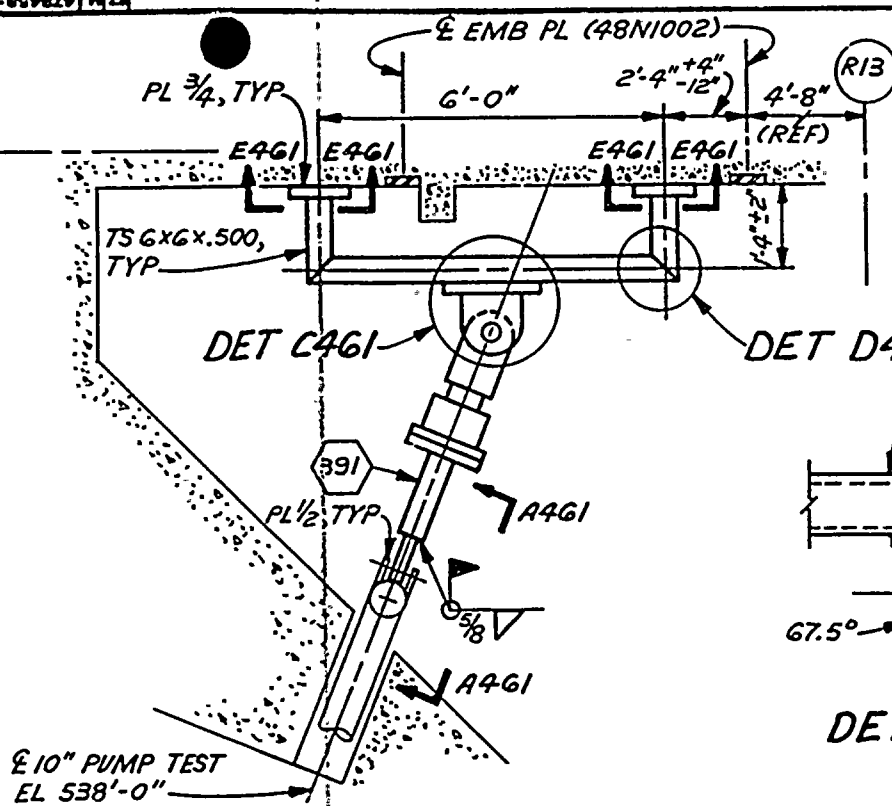 ℄ EMB PL (48N1002)
PL 3/4, TYP
6'-0"
2'-4" +4" -12"
4'-8"
(REF)
R13
E461 E461
E461 E461
TS 6x6x.500,
TYP
1'-4"±2"
DET C461
DET D4
391
PL 1/2 TYP
A461
5/8
67.5°
A461
℄ 10" PUMP TEST
EL 538'-0"
DE